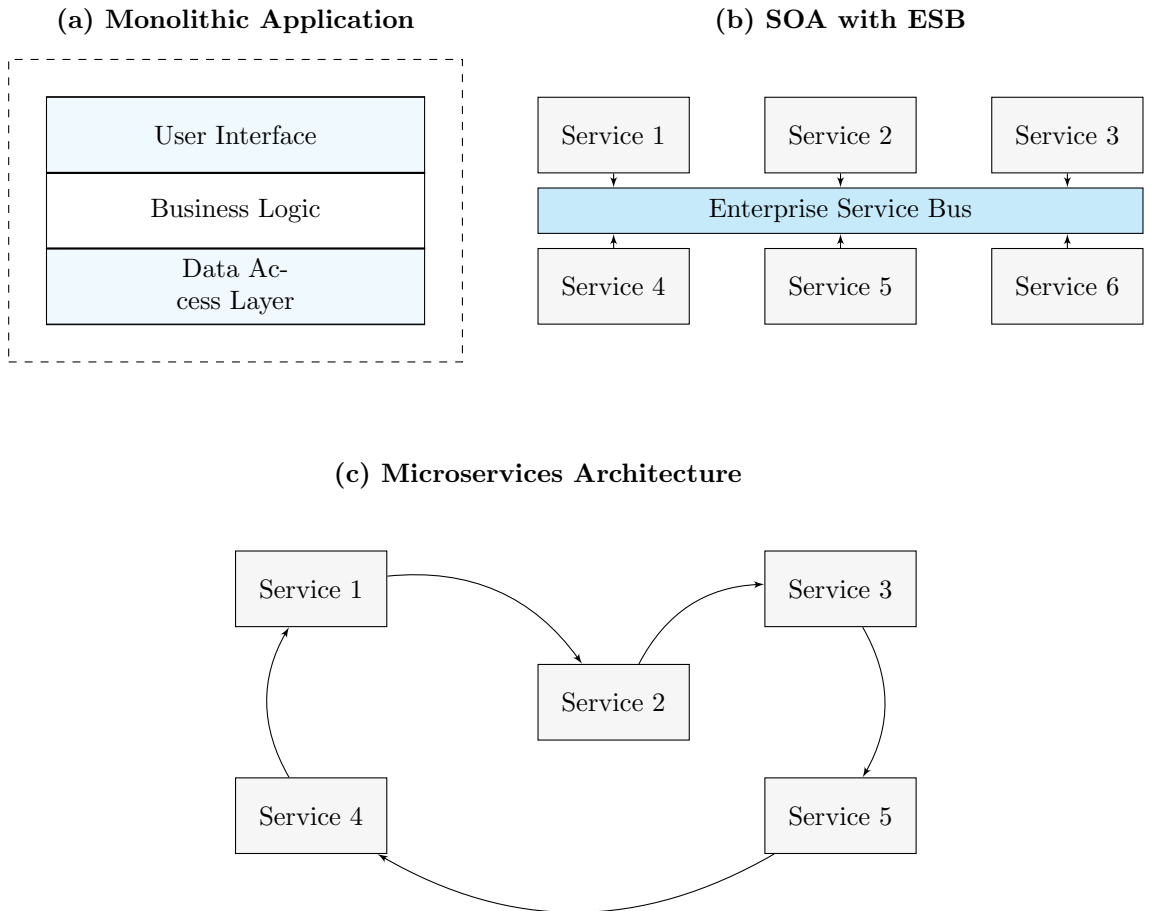 (a) Monolithic Application
User Interface
Business Logic
Data Ac-
cess Layer
(b) SOA with ESB
Service 1
Service 2
Service 3
Enterprise Service Bus
Service 4
Service 5
Service 6
(c) Microservices Architecture
Service 1
Service 3
Service 2
Service 4
Service 5